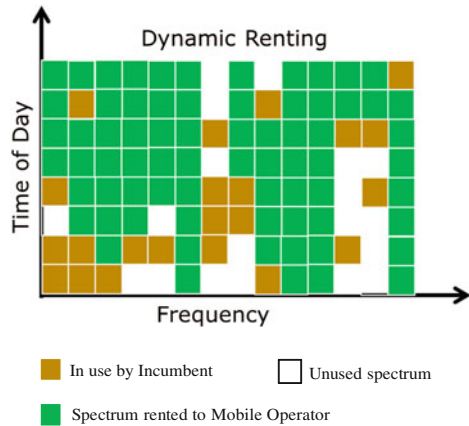 Dynamic Renting
Time of Day
Frequency
In use by Incumbent
Unused spectrum
Spectrum rented to Mobile Operator